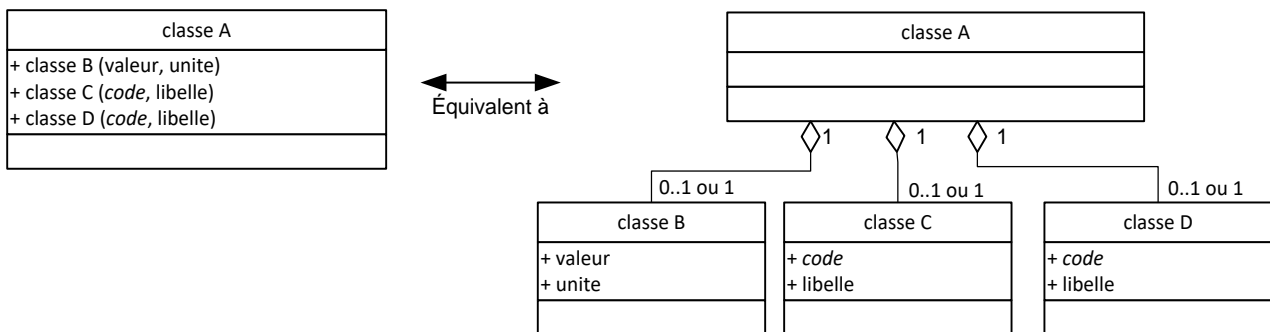 classe A
+ classe B (valeur, unite)
+ classe C (code, libelle)
+ classe D (code, libelle)
Équivalent à
classe A
1
1
1
0..1 ou 1
0..1 ou 1
0..1 ou 1
classe B
+ valeur
+ unite
classe C
+ code
+ libelle
classe D
+ code
+ libelle